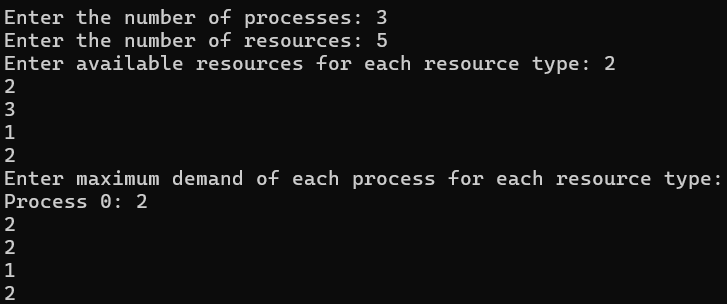 Enter the number of processes: 3
Enter the number of resources: 5
Enter available resources for each resource type: 2
2
3
1
2
Enter maximum demand of each process for each resource type:
Process 0: 2
2
2
1
2